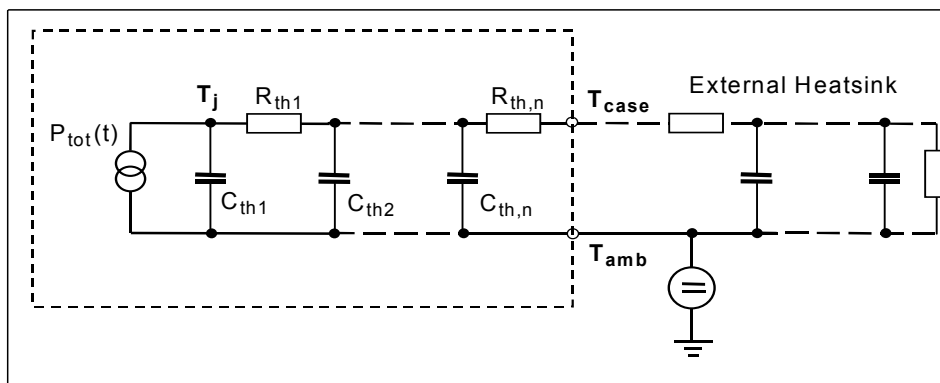 External Heatsink
T_j
R_th1
R_th,n
T_case
P_tot(t)
C_th1
C_th2
C_th,n
T_amb